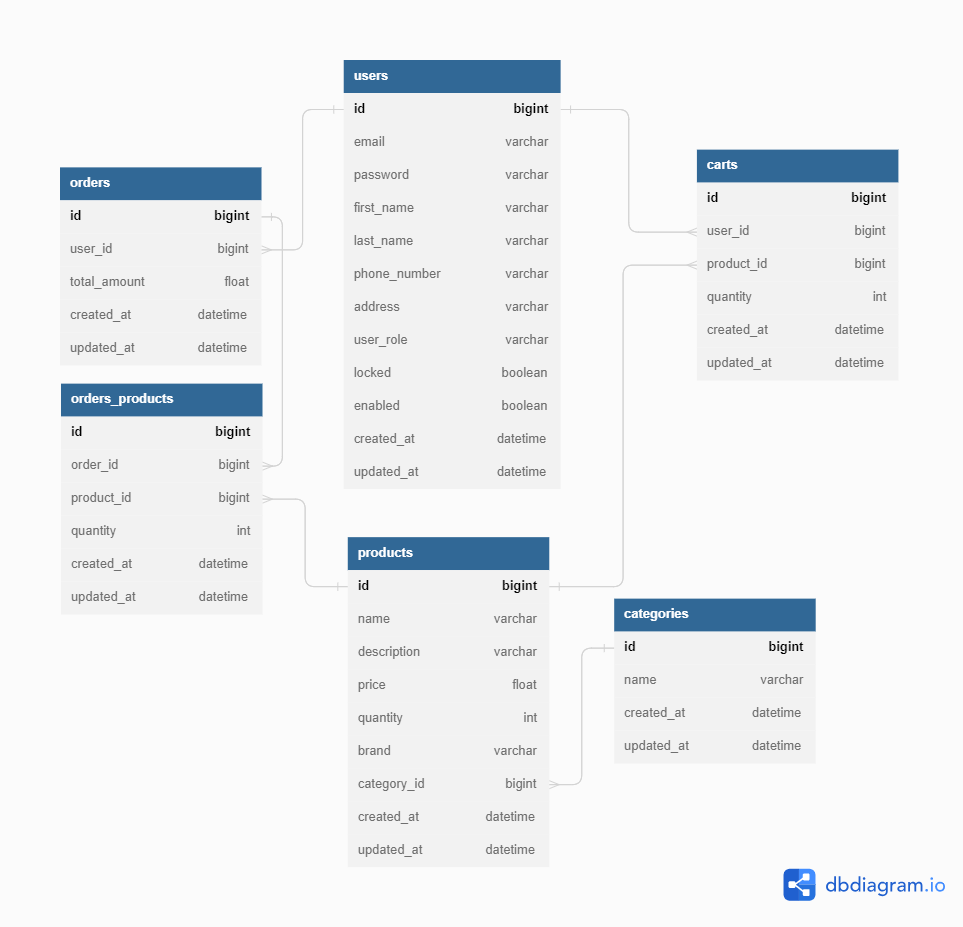 users
id bigint
email varchar
password varchar
first_name varchar
last_name varchar
phone_number varchar
address varchar
user_role varchar
locked boolean
enabled boolean
created_at datetime
updated_at datetime
orders
id bigint
user_id bigint
total_amount float
created_at datetime
updated_at datetime
carts
id bigint
user_id bigint
product_id bigint
quantity int
created_at datetime
updated_at datetime
orders_products
id bigint
order_id bigint
product_id bigint
quantity int
created_at datetime
updated_at datetime
products
id bigint
name varchar
description varchar
price float
quantity int
brand varchar
category_id bigint
created_at datetime
updated_at datetime
categories
id bigint
name varchar
created_at datetime
updated_at datetime
dbdiagram.io